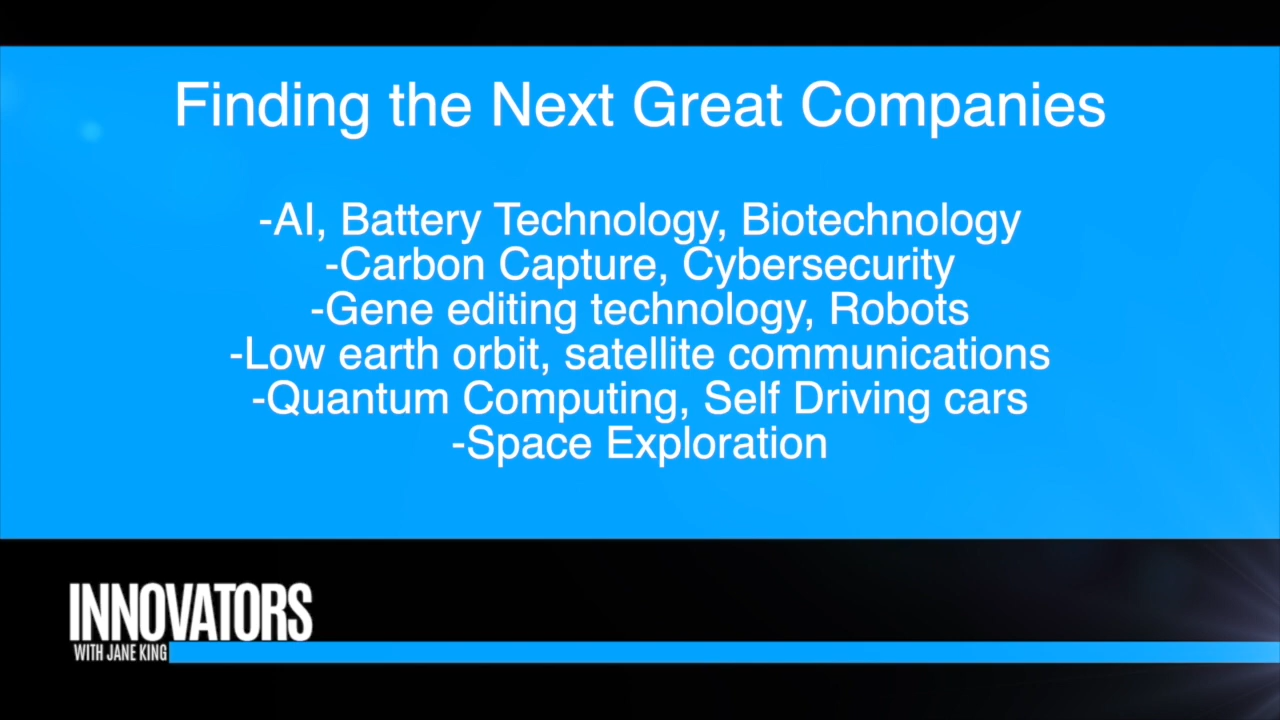 Finding the Next Great Companies
-AI, Battery Technology, Biotechnology
-Carbon Capture, Cybersecurity
-Gene editing technology, Robots
-Low earth orbit, satellite communications
-Quantum Computing, Self Driving cars
-Space Exploration
INNOVATORS
WITH JANE KING